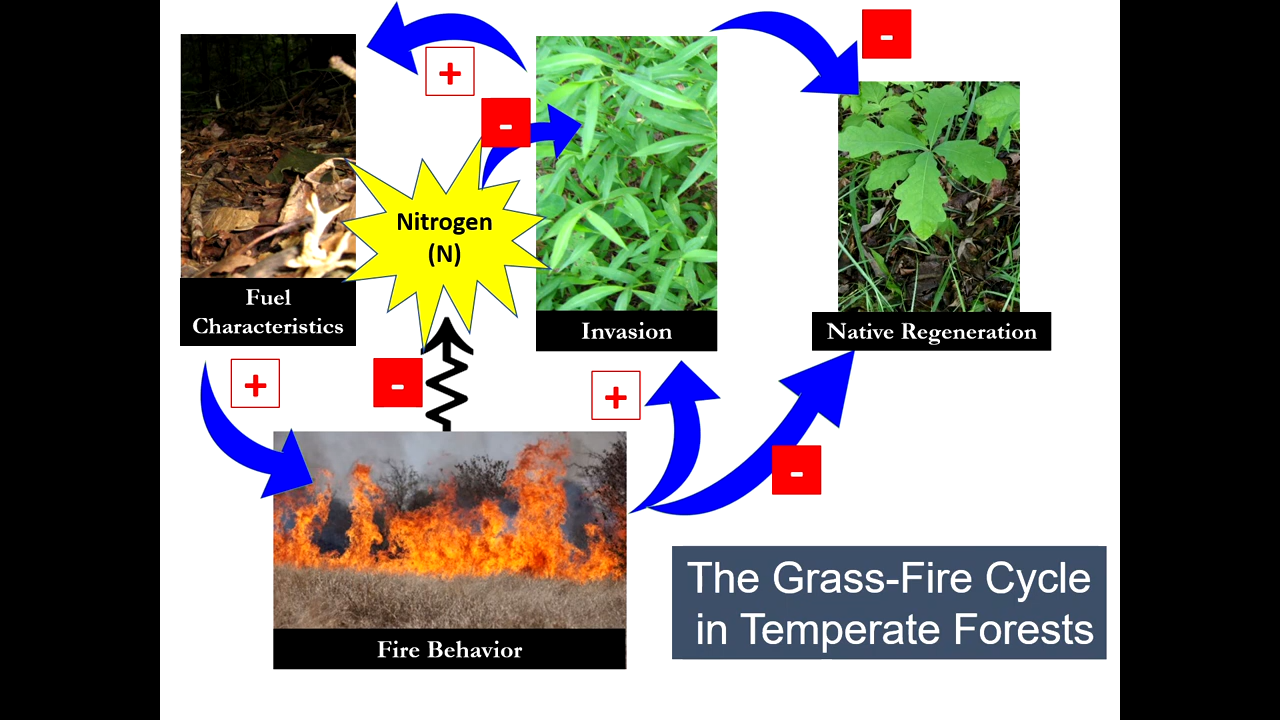 -
+
-
Nitrogen
(N)
Fuel
Characteristics
Invasion
Native Regeneration
+
-
+
-
The Grass-Fire Cycle
in Temperate Forests
Fire Behavior